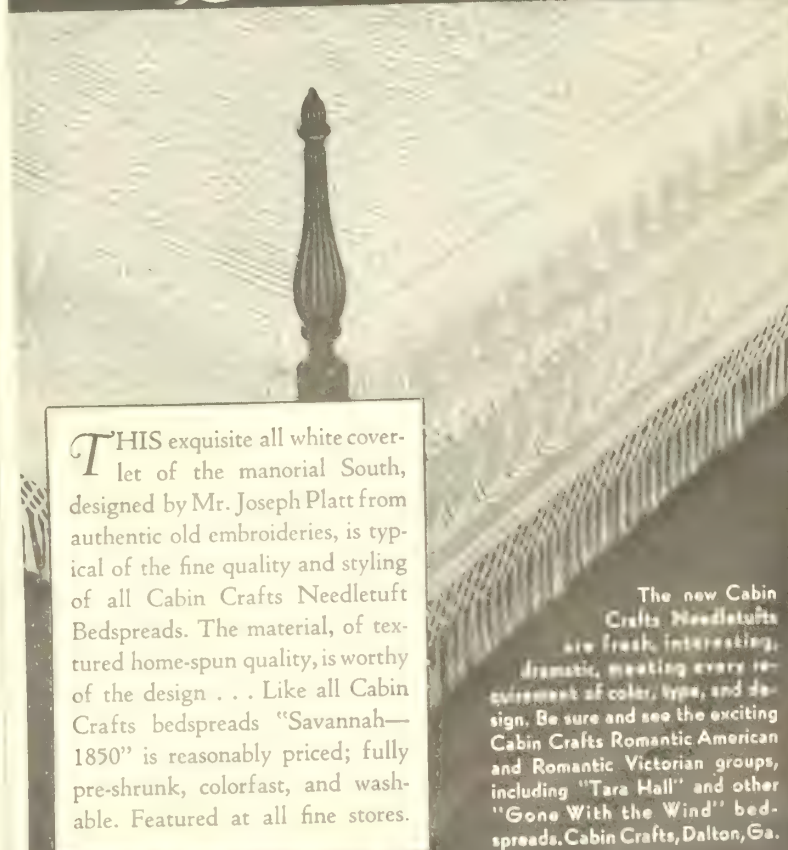 THIS exquisite all white cover-
let of the manorial South,
designed by Mr. Joseph Platt from
authentic old embroideries, is typ-
ical of the fine quality and styling
of all Cabin Crafts Needletuft
Bedspreads. The material, of tex-
tured home-spun quality, is worthy
of the design . . . Like all Cabin
Crafts bedspreads "Savannah—
1850" is reasonably priced; fully
pre-shrunk, colorfast, and wash-
able. Featured at all fine stores.
The new Cabin
Crafts Needletufts
are fresh, interesting,
dramatic, meeting every re-
quirement of color, type, and de-
sign. Be sure and see the exciting
Cabin Crafts Romantic American
and Romantic Victorian groups,
including "Tara Hall" and other
"Gone With the Wind" bed-
spreads. Cabin Crafts, Dalton, Ga.